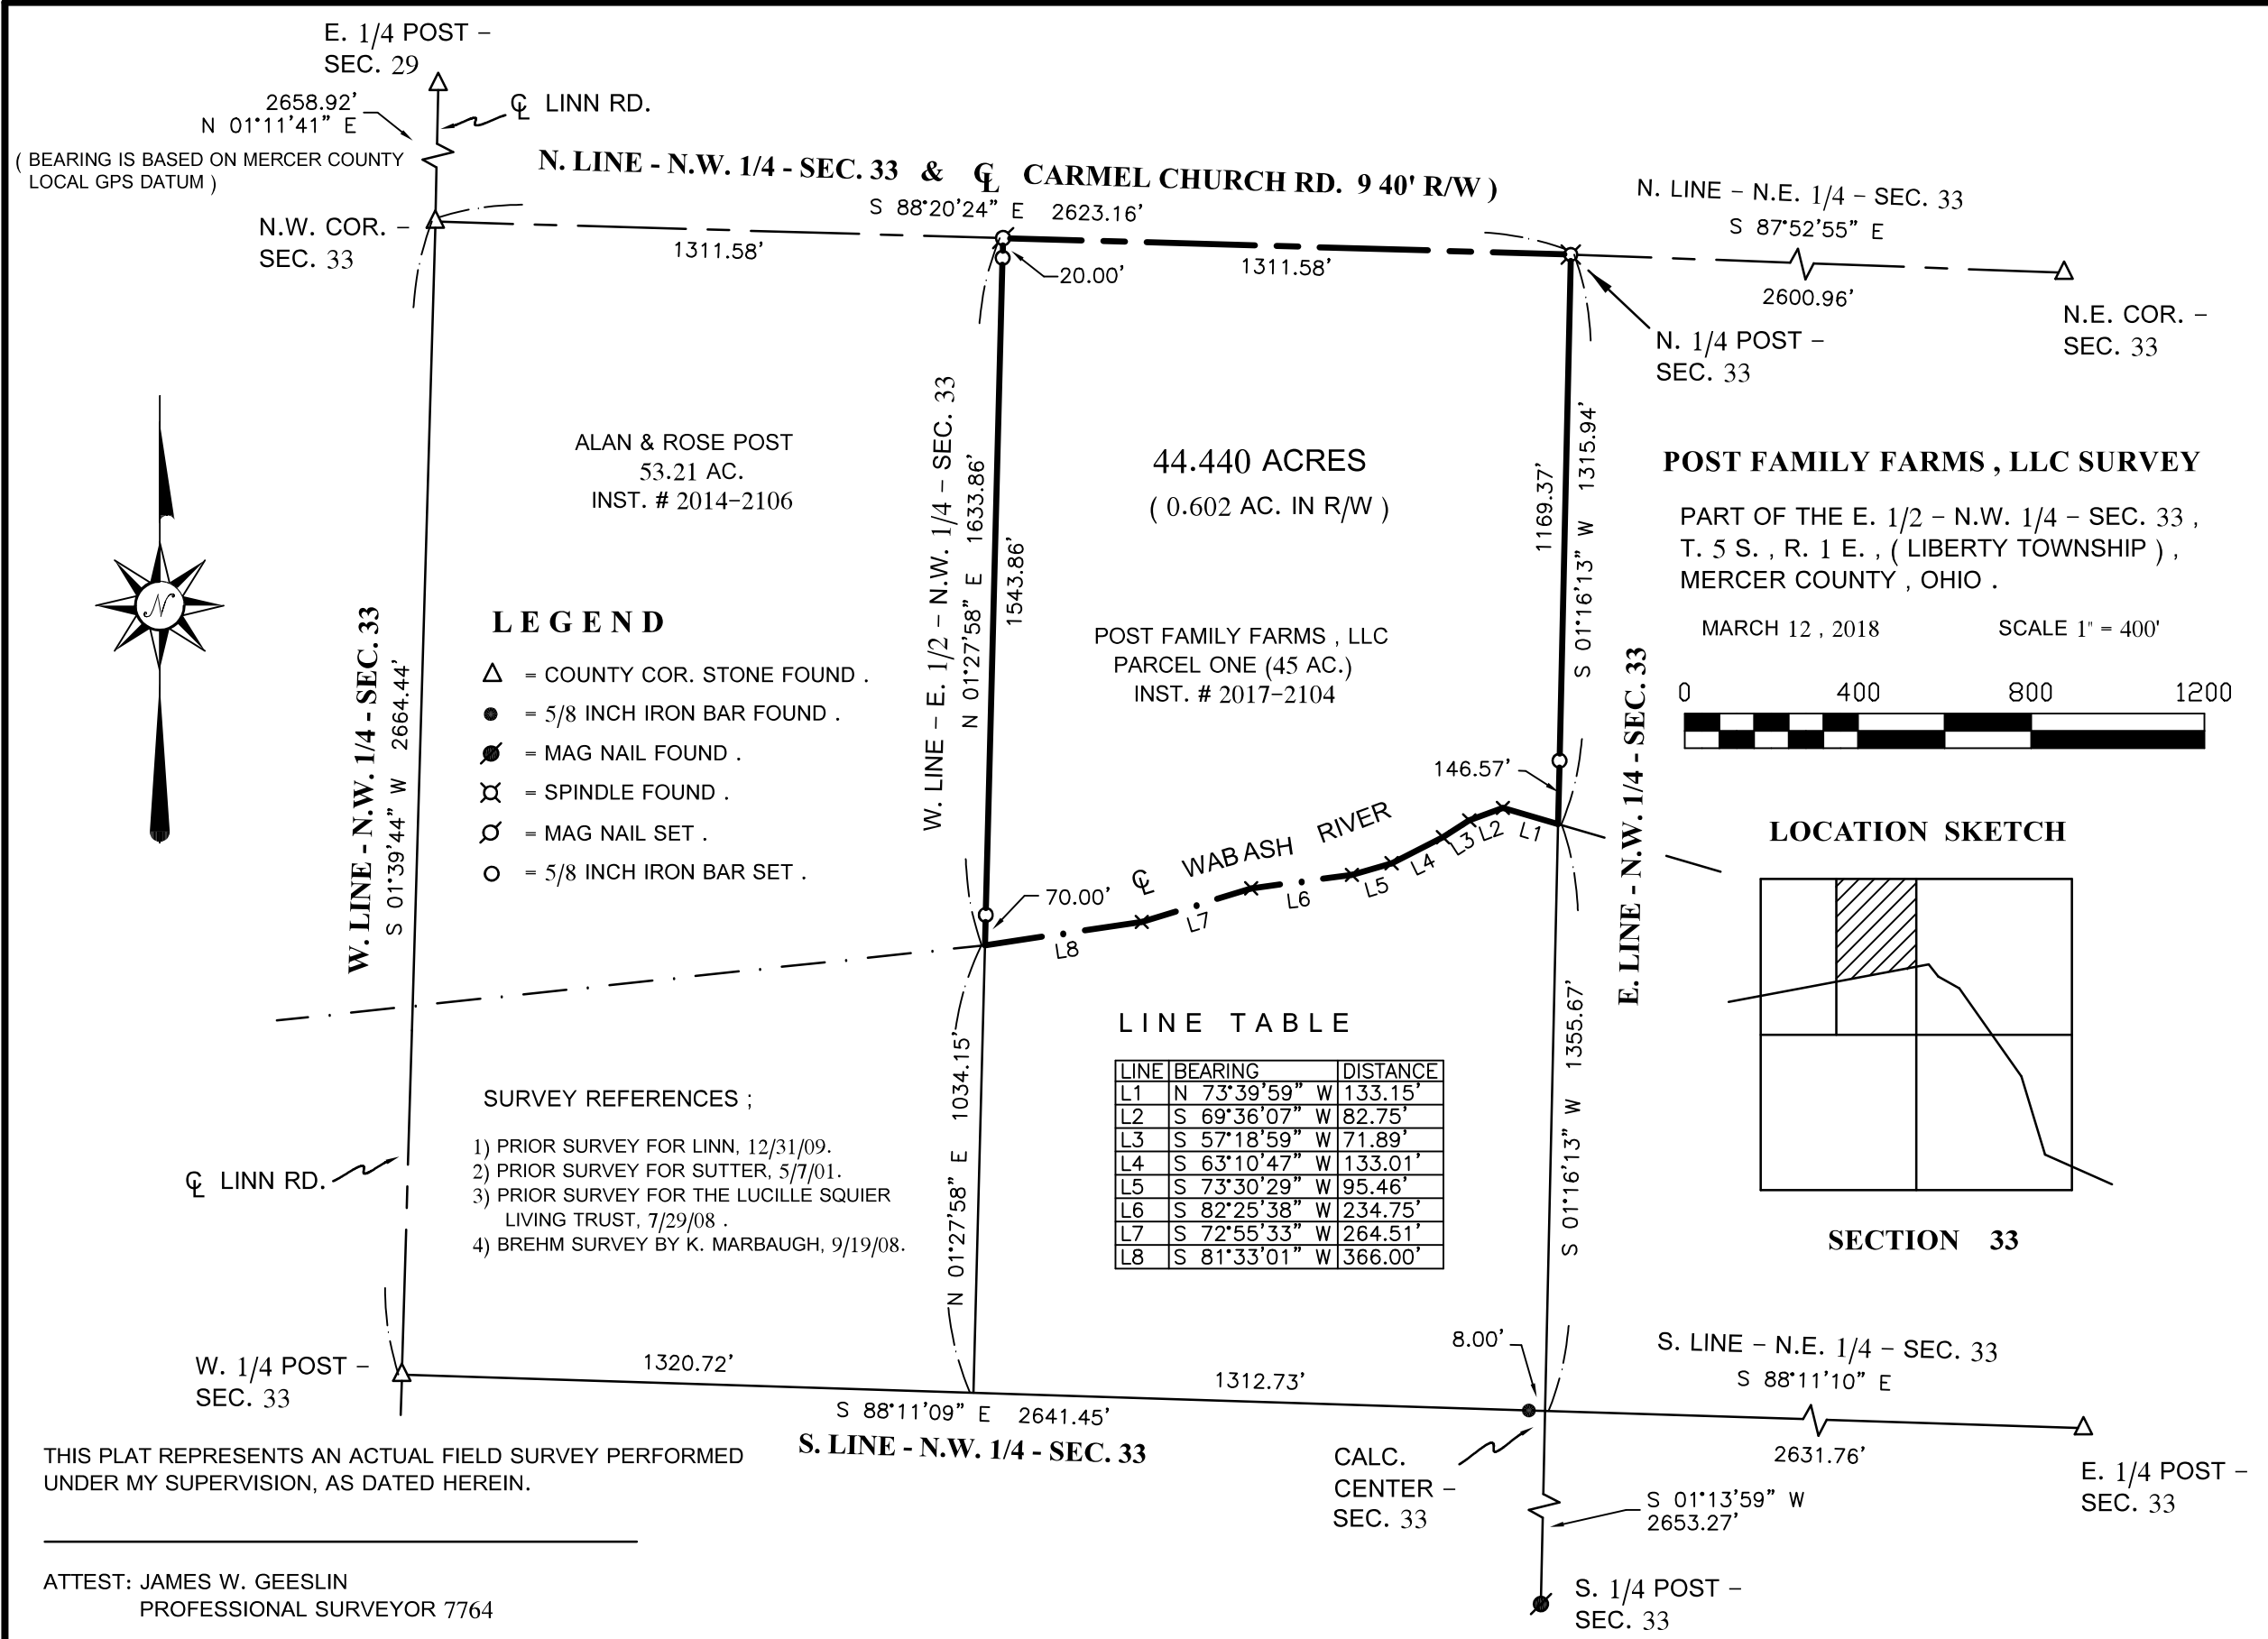 E. 1/4 POST –
SEC. 29
2658.92'
N 01°11'41" E
℄ LINN RD.
( BEARING IS BASED ON MERCER COUNTY
LOCAL GPS DATUM )
N. LINE - N.W. 1/4 - SEC. 33 & ℄ CARMEL CHURCH RD. 9 40' R/W )
S 88°20'24" E 2623.16'
N. LINE – N.E. 1/4 – SEC. 33
S 87°52'55" E
N.W. COR. –
SEC. 33
1311.58'
20.00'
1311.58'
2600.96'
N. 1/4 POST –
SEC. 33
N.E. COR. –
SEC. 33
ALAN & ROSE POST
53.21 AC.
INST. # 2014–2106
W. LINE – E. 1/2 – N.W. 1/4 – SEC. 33
N 01°27'58" E 1633.86'
1543.86'
44.440 ACRES
( 0.602 AC. IN R/W )
1169.37'
S 01°16'13" W 1315.94'
POST FAMILY FARMS , LLC SURVEY
PART OF THE E. 1/2 – N.W. 1/4 – SEC. 33 ,
T. 5 S. , R. 1 E. , ( LIBERTY TOWNSHIP ) ,
MERCER COUNTY , OHIO .
MARCH 12 , 2018 SCALE 1" = 400'
0 400 800 1200
N
W. LINE - N.W. 1/4 - SEC. 33
S 01°39'44" W 2664.44'
LEGEND
= COUNTY COR. STONE FOUND .
= 5/8 INCH IRON BAR FOUND .
= MAG NAIL FOUND .
= SPINDLE FOUND .
= MAG NAIL SET .
= 5/8 INCH IRON BAR SET .
POST FAMILY FARMS , LLC
PARCEL ONE (45 AC.)
INST. # 2017–2104
E. LINE - N.W. 1/4 - SEC. 33
146.57'
70.00'
℄ WABASH RIVER
L1
L2
L3
L4
L5
L6
L7
L8
LOCATION SKETCH
SECTION 33
LINE TABLE
LINE BEARING DISTANCE
L1 N 73°39'59" W 133.15'
L2 S 69°36'07" W 82.75'
L3 S 57°18'59" W 71.89'
L4 S 63°10'47" W 133.01'
L5 S 73°30'29" W 95.46'
L6 S 82°25'38" W 234.75'
L7 S 72°55'33" W 264.51'
L8 S 81°33'01" W 366.00'
N 01°27'58" E 1034.15'
S 01°16'13" W 1355.67'
SURVEY REFERENCES ;
1) PRIOR SURVEY FOR LINN, 12/31/09.
2) PRIOR SURVEY FOR SUTTER, 5/7/01.
3) PRIOR SURVEY FOR THE LUCILLE SQUIER
LIVING TRUST, 7/29/08 .
4) BREHM SURVEY BY K. MARBAUGH, 9/19/08.
℄ LINN RD.
W. 1/4 POST –
SEC. 33
1320.72'
1312.73'
8.00'
S 88°11'09" E 2641.45'
S. LINE - N.W. 1/4 - SEC. 33
S. LINE – N.E. 1/4 – SEC. 33
S 88°11'10" E
2631.76'
CALC.
CENTER –
SEC. 33
E. 1/4 POST –
SEC. 33
S 01°13'59" W
2653.27'
S. 1/4 POST –
SEC. 33
THIS PLAT REPRESENTS AN ACTUAL FIELD SURVEY PERFORMED
UNDER MY SUPERVISION, AS DATED HEREIN.
ATTEST: JAMES W. GEESLIN
PROFESSIONAL SURVEYOR 7764